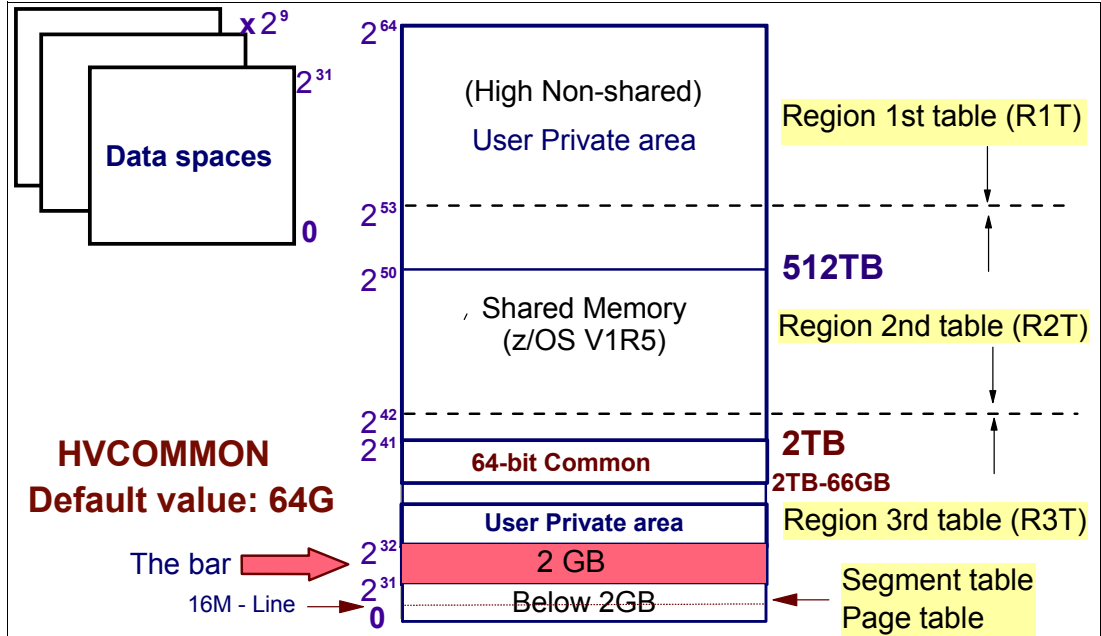 x 2⁹
2³¹
Data spaces
0
2⁶⁴
(High Non-shared)
User Private area
Region 1st table (R1T)
2⁵³
512TB
2⁵⁰
Shared Memory
(z/OS V1R5)
Region 2nd table (R2T)
2⁴²
2⁴¹
2TB
64-bit Common
2TB-66GB
HVCOMMON
Default value: 64G
User Private area
Region 3rd table (R3T)
2³²
The bar
2 GB
2³¹
16M - Line
Below 2GB
0
Segment table
Page table